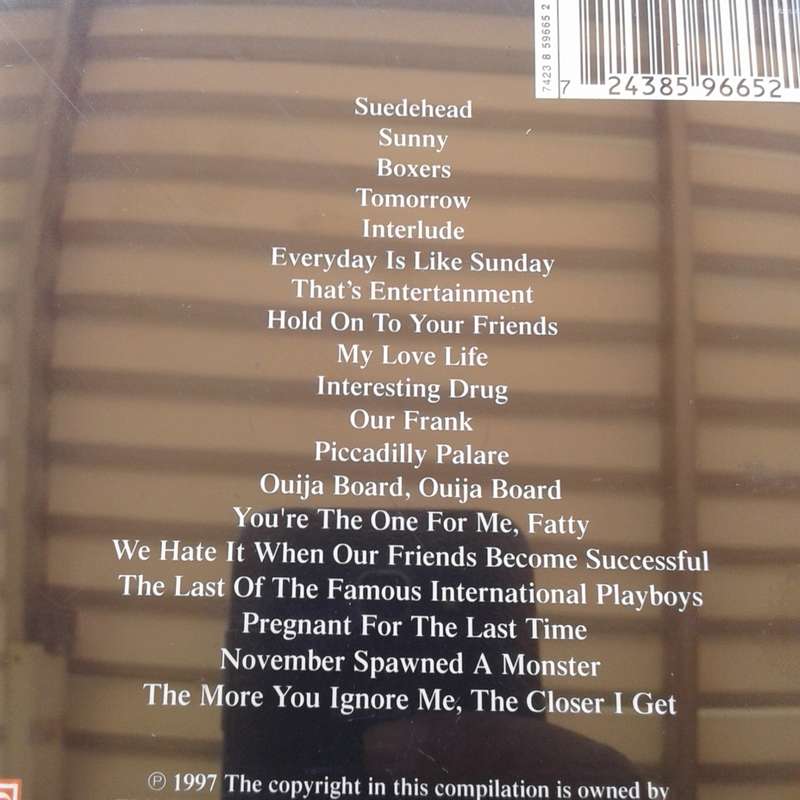 7423 8 59665 2
7 24385 96652
Suedehead
Sunny
Boxers
Tomorrow
Interlude
Everyday Is Like Sunday
That's Entertainment
Hold On To Your Friends
My Love Life
Interesting Drug
Our Frank
Piccadilly Palare
Ouija Board, Ouija Board
You're The One For Me, Fatty
We Hate It When Our Friends Become Successful
The Last Of The Famous International Playboys
Pregnant For The Last Time
November Spawned A Monster
The More You Ignore Me, The Closer I Get
℗ 1997 The copyright in this compilation is owned by